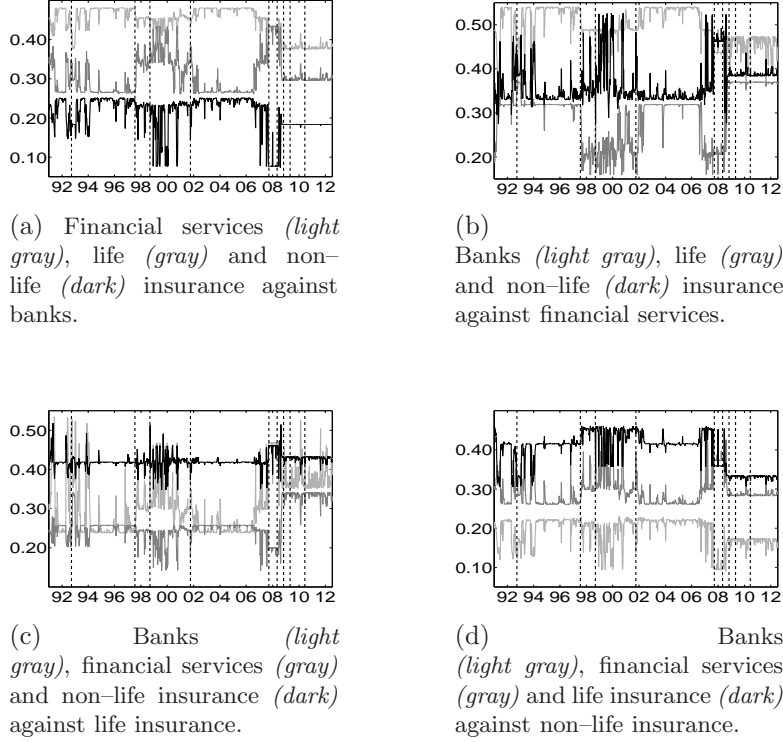 0.40
0.30
0.20
0.10
92 94 96 98 00 02 04 06 08 10 12
(a) Financial services (light
gray), life (gray) and non–
life (dark) insurance against
banks.
0.50
0.40
0.30
0.20
92 94 96 98 00 02 04 06 08 10 12
(b)
Banks (light gray), life (gray)
and non–life (dark) insurance
against financial services.
0.50
0.40
0.30
0.20
92 94 96 98 00 02 04 06 08 10 12
(c) Banks (light
gray), financial services (gray)
and non–life insurance (dark)
against life insurance.
0.40
0.30
0.20
0.10
92 94 96 98 00 02 04 06 08 10 12
(d) Banks
(light gray), financial services
(gray) and life insurance (dark)
against non–life insurance.